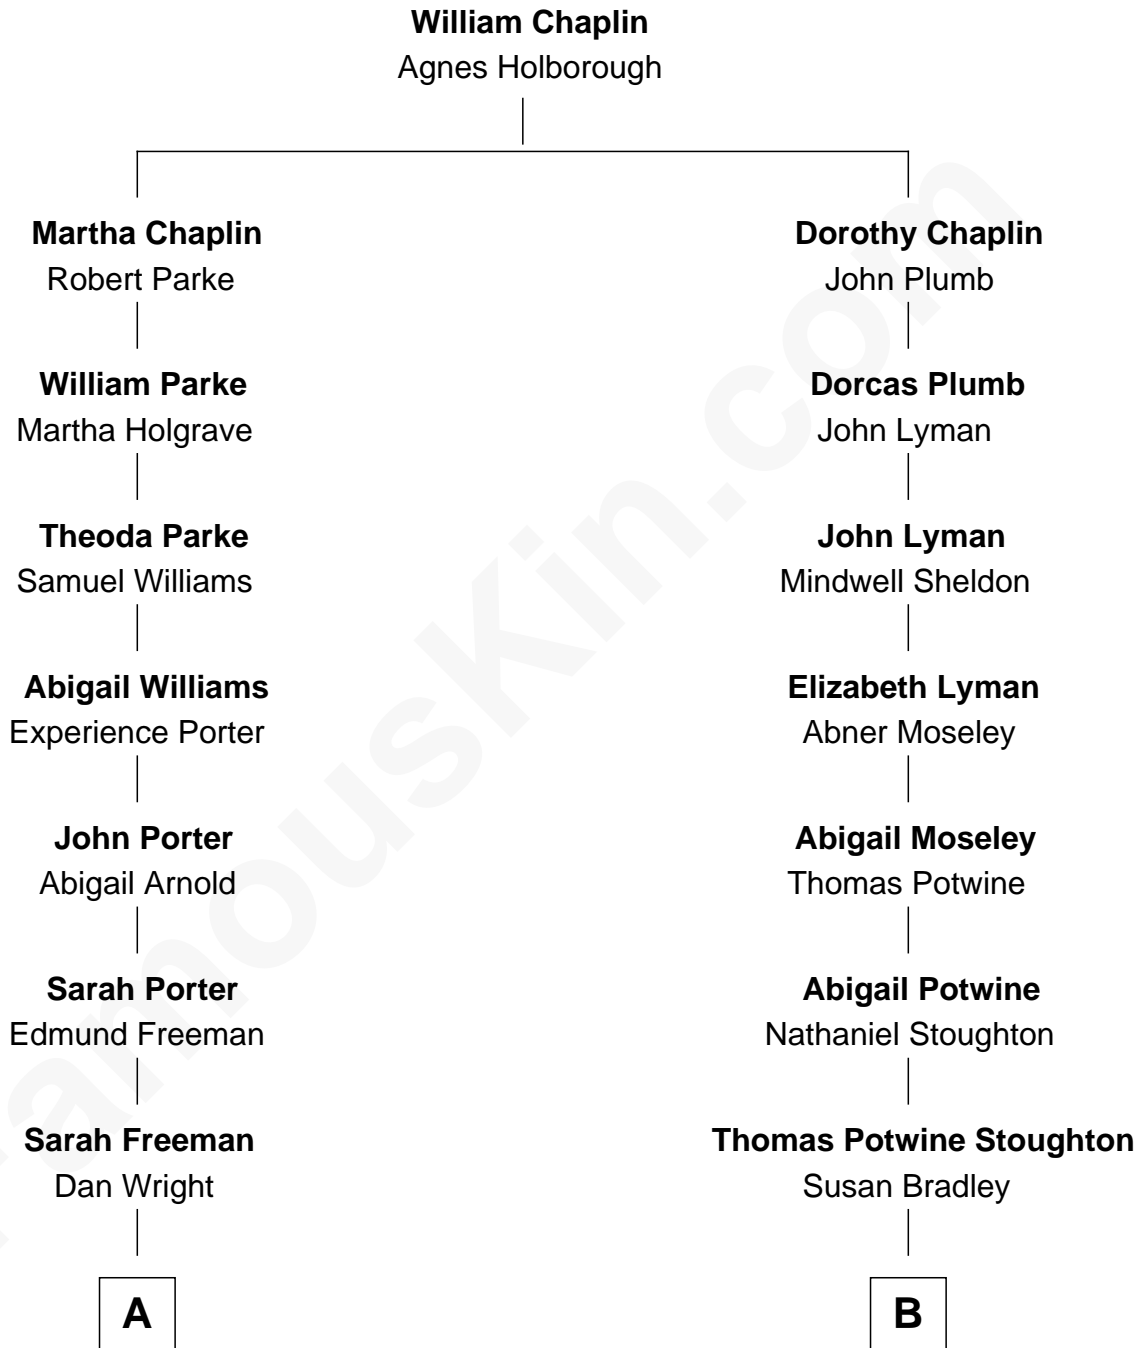 William Chaplin
Agnes Holborough
Martha Chaplin
Robert Parke
Dorothy Chaplin
John Plumb
William Parke
Martha Holgrave
Dorcas Plumb
John Lyman
Theoda Parke
Samuel Williams
John Lyman
Mindwell Sheldon
Abigail Williams
Experience Porter
Elizabeth Lyman
Abner Moseley
John Porter
Abigail Arnold
Abigail Moseley
Thomas Potwine
Sarah Porter
Edmund Freeman
Abigail Potwine
Nathaniel Stoughton
Sarah Freeman
Dan Wright
Thomas Potwine Stoughton
Susan Bradley
A
B
FamousKin.com